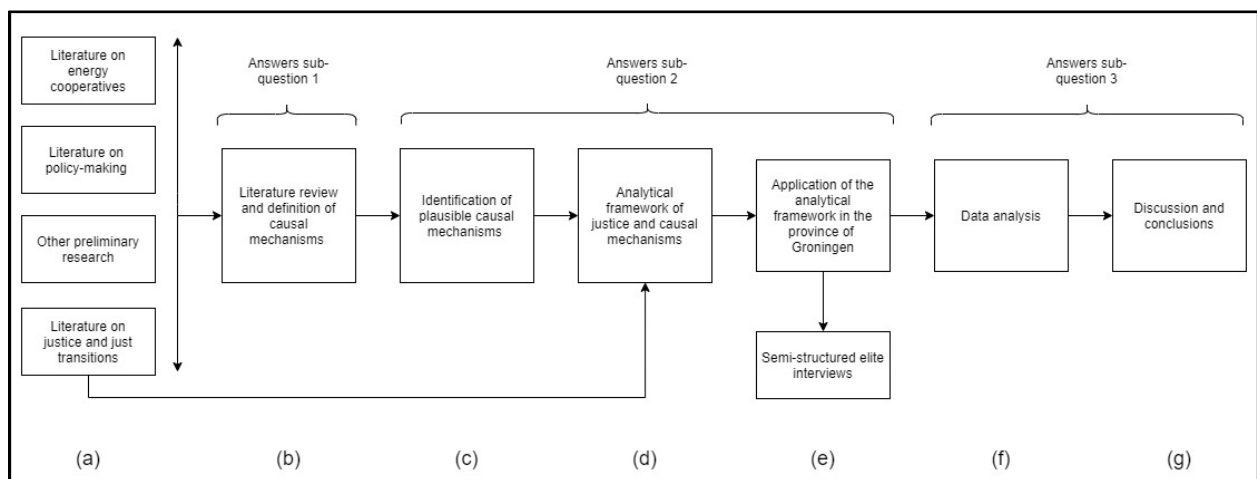 Literature on
energy
cooperatives
Literature on
policy-making
Other preliminary
research
Literature on
justice and just
transitions
Answers sub-
question 1
Literature review
and definition of
causal
mechanisms
Answers sub-
question 2
Identification of
plausible causal
mechanisms
Analytical
framework of
justice and causal
mechanisms
Application of the
analytical
framework in the
province of
Groningen
Semi-structured elite
interviews
Answers sub-
question 3
Data analysis
Discussion and
conclusions
(a)
(b)
(c)
(d)
(e)
(f)
(g)